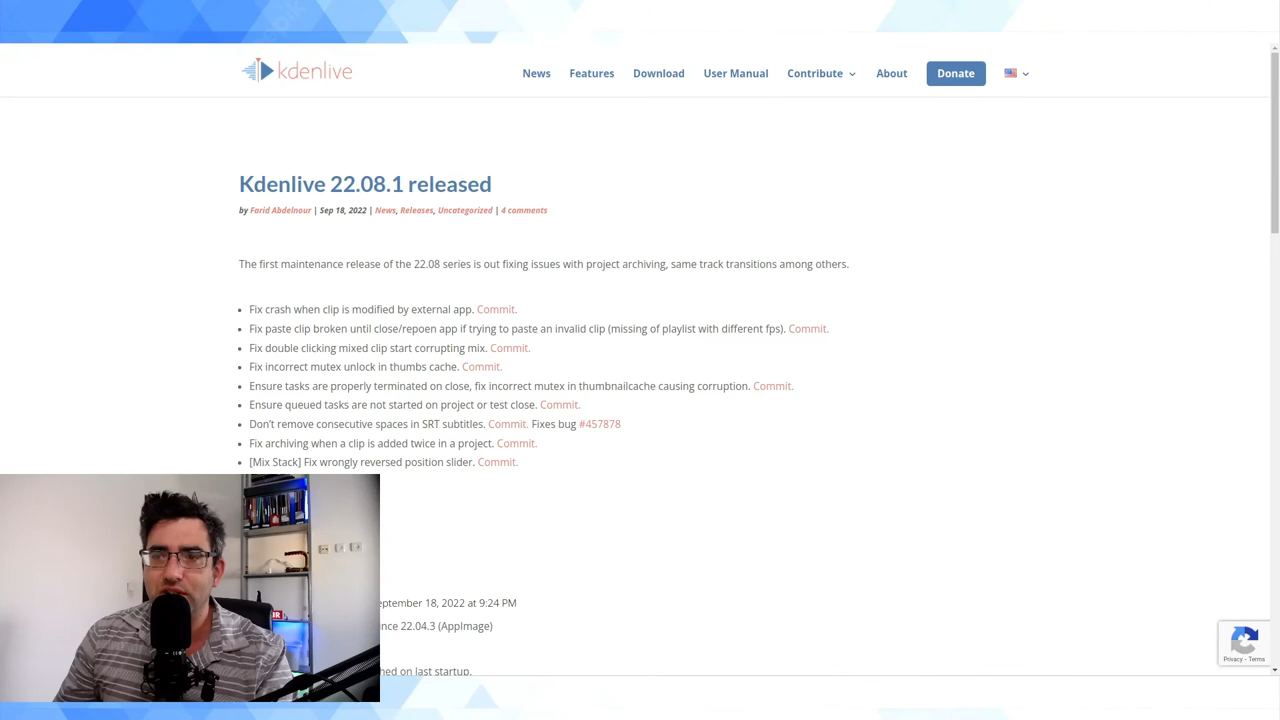 kdenlive
News Features Download User Manual Contribute About Donate
Kdenlive 22.08.1 released
by Farid Abdelnour | Sep 18, 2022 | News, Releases, Uncategorized | 4 comments
The first maintenance release of the 22.08 series is out fixing issues with project archiving, same track transitions among others.
Fix crash when clip is modified by external app. Commit.
Fix paste clip broken until close/repoen app if trying to paste an invalid clip (missing of playlist with different fps). Commit.
Fix double clicking mixed clip start corrupting mix. Commit.
Fix incorrect mutex unlock in thumbs cache. Commit.
Ensure tasks are properly terminated on close, fix incorrect mutex in thumbnailcache causing corruption. Commit.
Ensure queued tasks are not started on project or test close. Commit.
Don’t remove consecutive spaces in SRT subtitles. Commit. Fixes bug #457878
Fix archiving when a clip is added twice in a project. Commit.
[Mix Stack] Fix wrongly reversed position slider. Commit.
eptember 18, 2022 at 9:24 PM
nce 22.04.3 (AppImage)
hed on last startup.
Privacy - Terms